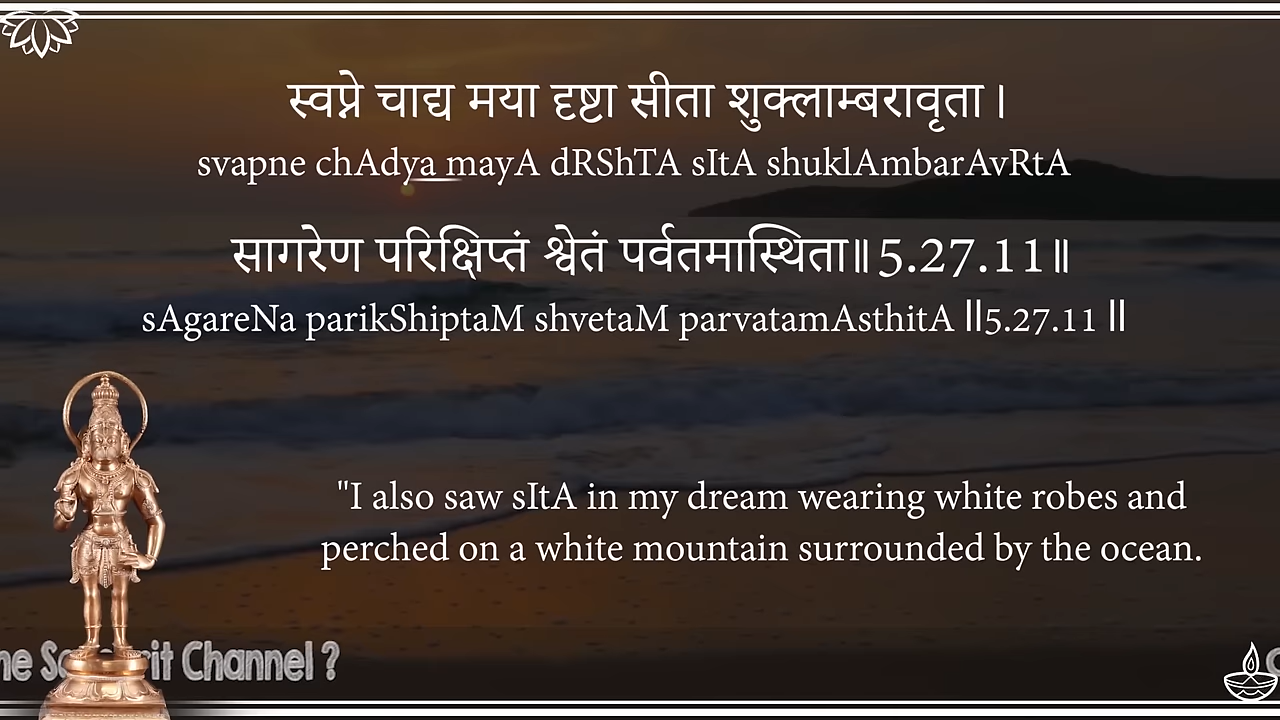 स्वप्ने चाद्य मया दृष्टा सीता शुक्लाम्बरावृता।
svapne chAdya mayA dRShTA sItA shuklAmbarAvRtA
सागरेण परिक्षिप्तं श्वेतं पर्वतमास्थिता॥5.27.11॥
sAgareNa parikShiptaM shvetaM parvatamAsthitA ||5.27.11 ||
"I also saw sItA in my dream wearing white robes and
perched on a white mountain surrounded by the ocean.
Channel ?